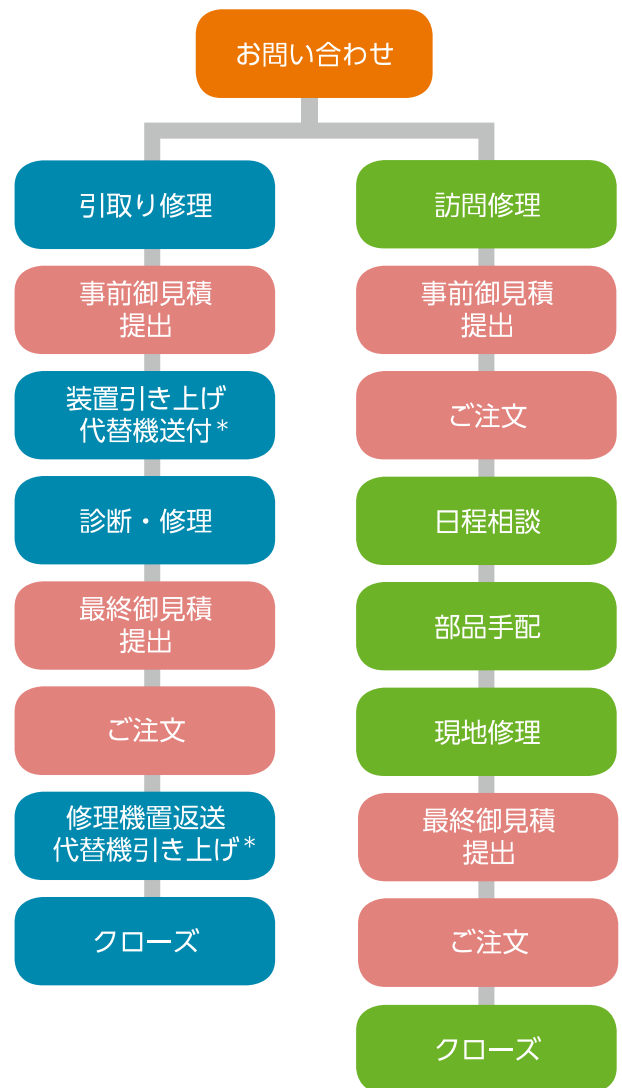 お問い合わせ
引取り修理
事前御見積
提出
装置引き上げ
代替機送付*
診断・修理
最終御見積
提出
ご注文
修理機置返送
代替機引き上げ*
クローズ
訪問修理
事前御見積
提出
ご注文
日程相談
部品手配
現地修理
最終御見積
提出
ご注文
クローズ